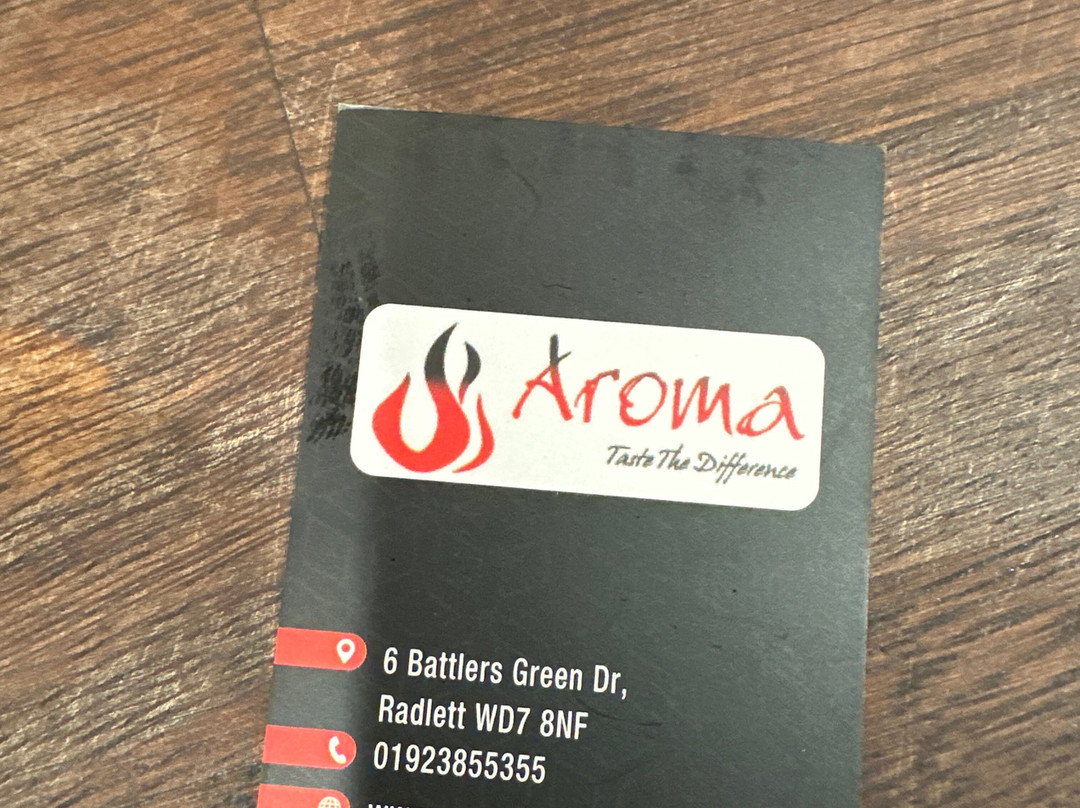 Aroma
Taste The Difference
6 Battlers Green Dr,
Radlett WD7 8NF
01923855355